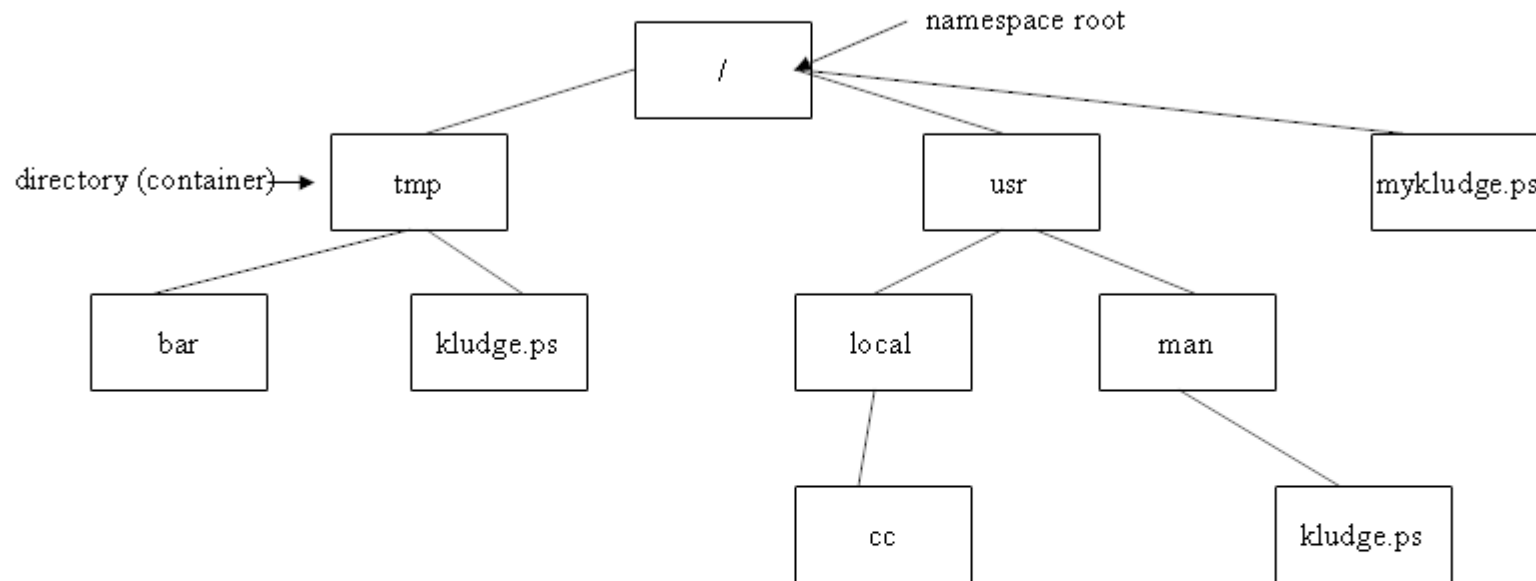 namespace root
/
directory (container)
tmp
usr
mykludge.ps
bar
kludge.ps
local
man
cc
kludge.ps